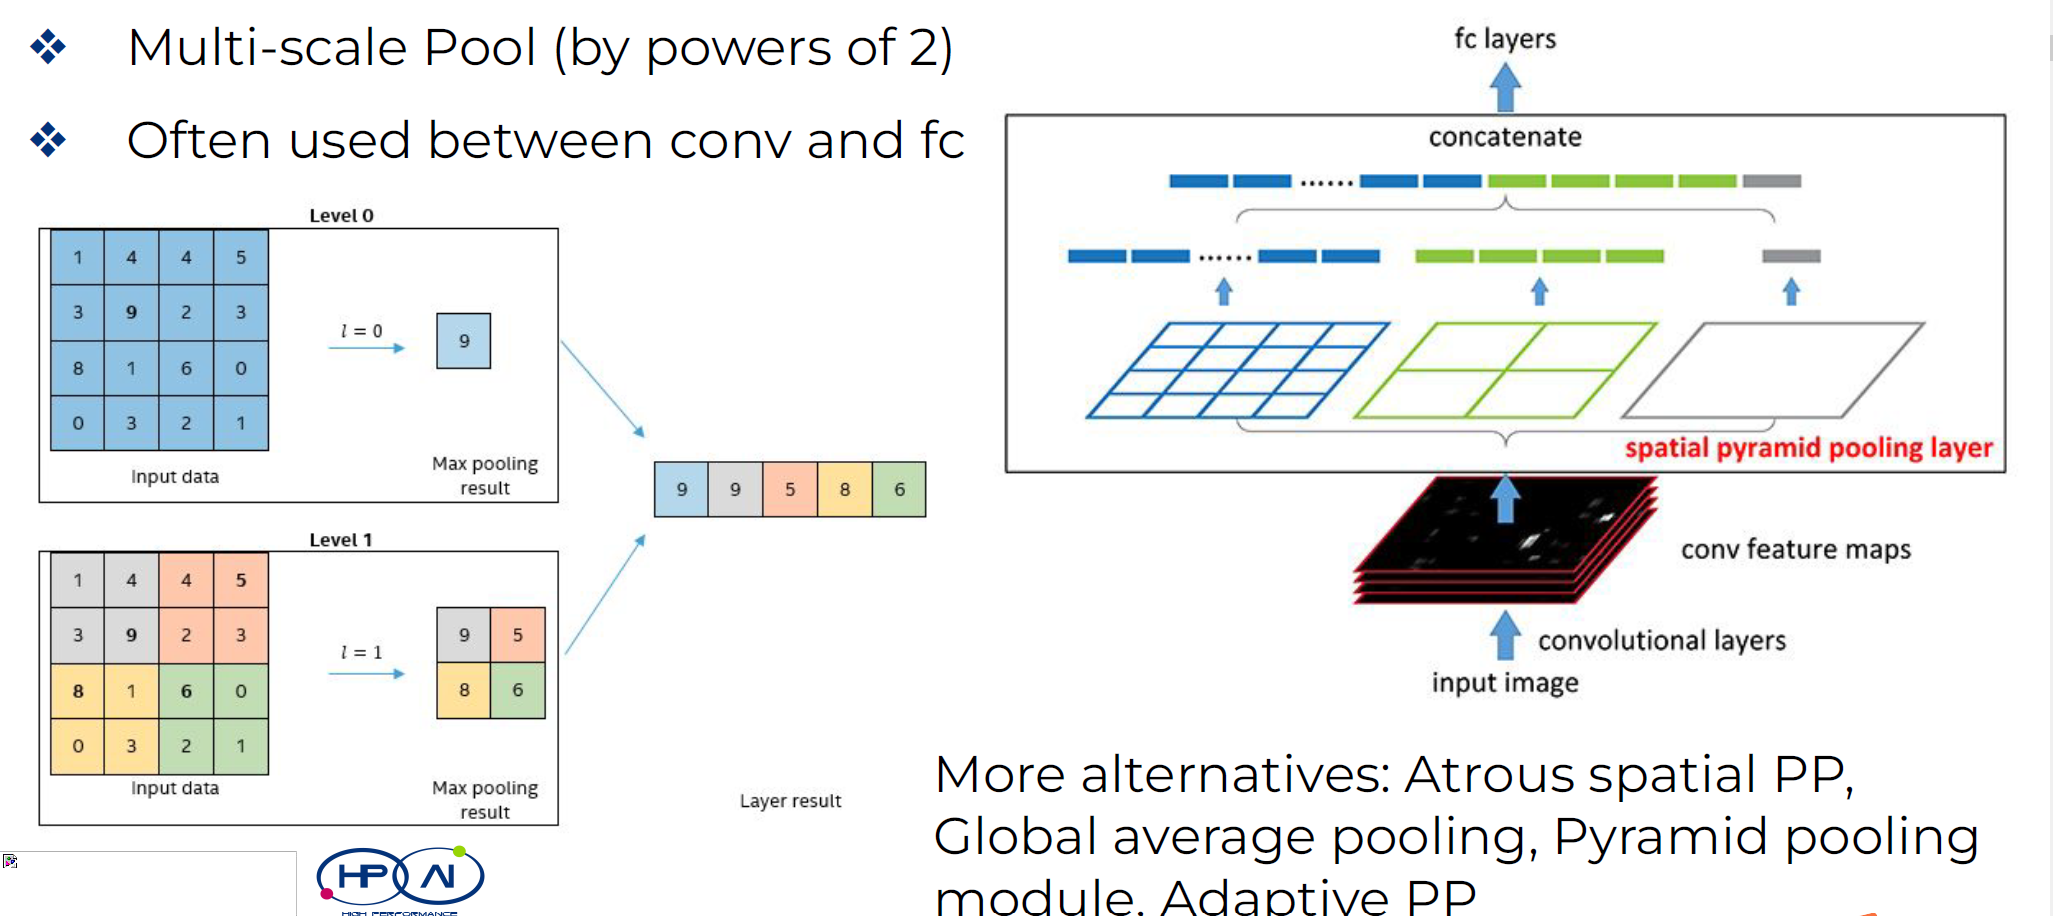 Multi-scale Pool (by powers of 2)
Often used between conv and fc
Level 0
1 4 4 5
3 9 2 3
8 1 6 0
0 3 2 1
l = 0
9
Input data
Max pooling
result
Level 1
1 4 4 5
3 9 2 3
8 1 6 0
0 3 2 1
l = 1
9 5
8 6
Input data
Max pooling
result
9 9 5 8 6
Layer result
fc layers
concatenate
......
......
spatial pyramid pooling layer
conv feature maps
convolutional layers
input image
More alternatives: Atrous spatial PP,
Global average pooling, Pyramid pooling
module. Adaptive PP
HP AI
HIGH PERFORMANCE